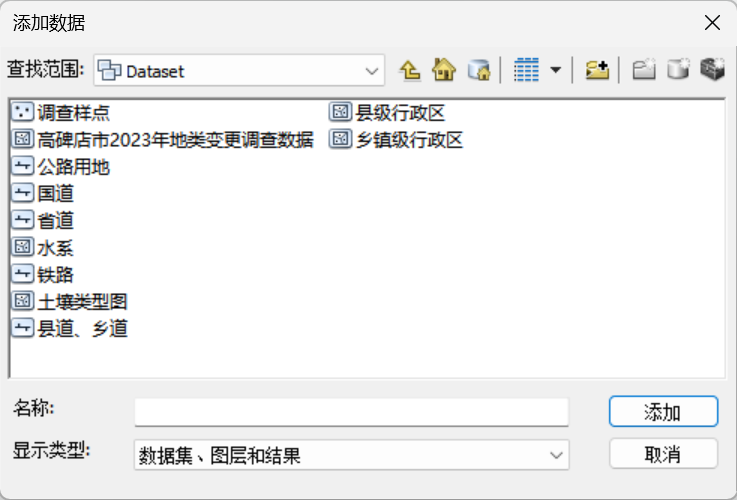 添加数据
查找范围: Dataset
调查样点
高碑店市2023年地类变更调查数据
公路用地
国道
省道
水系
铁路
土壤类型图
县道、乡道
县级行政区
乡镇级行政区
名称:
添加
显示类型: 数据集、图层和结果
取消